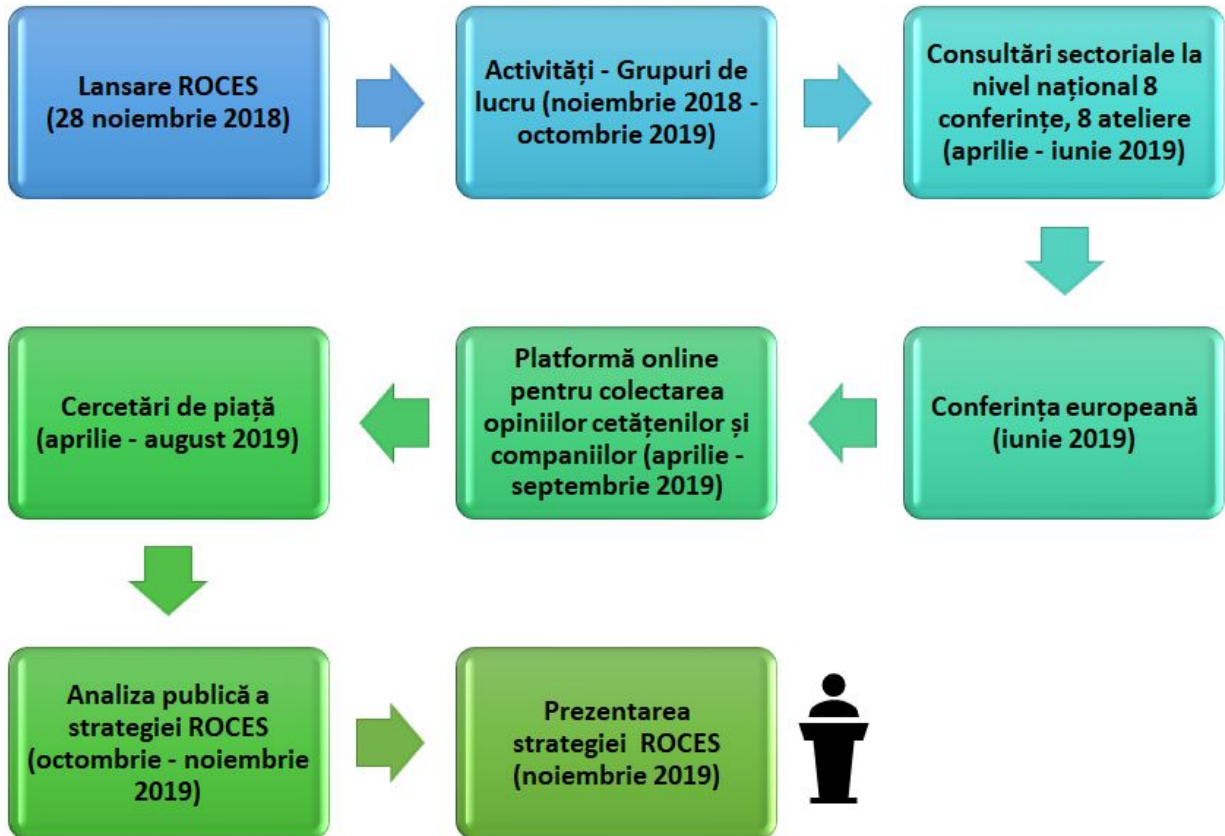 Lansare ROCES
(28 noiembrie 2018)
Activități - Grupuri de
lucru (noiembrie 2018 -
octombrie 2019)
Consultări sectoriale la
nivel național 8
conferințe, 8 ateliere
(aprilie - iunie 2019)
Conferința europeană
(iunie 2019)
Platformă online
pentru colectarea
opiniilor cetățenilor și
companiilor (aprilie -
septembrie 2019)
Cercetări de piață
(aprilie - august 2019)
Analiza publică a
strategiei ROCES
(octombrie - noiembrie
2019)
Prezentarea
strategiei  ROCES
(noiembrie 2019)